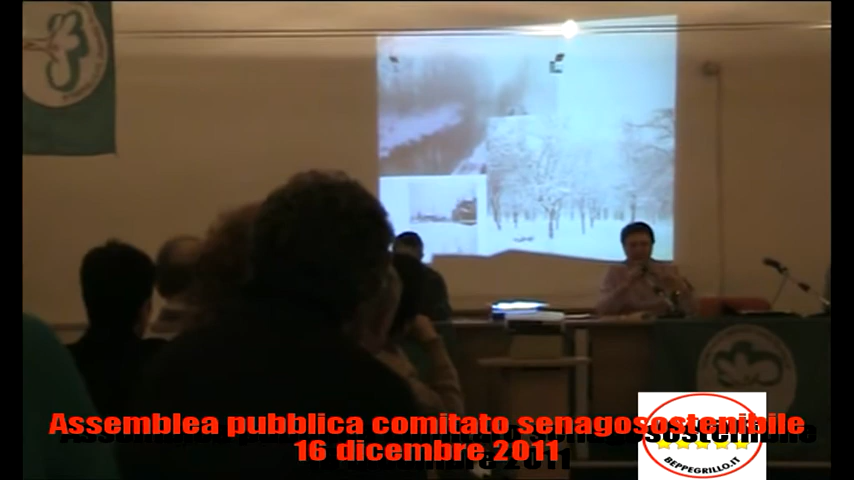 Assemblea pubblica comitato senagosostenibile
16 dicembre 2011
BEPPEGRILLO.IT